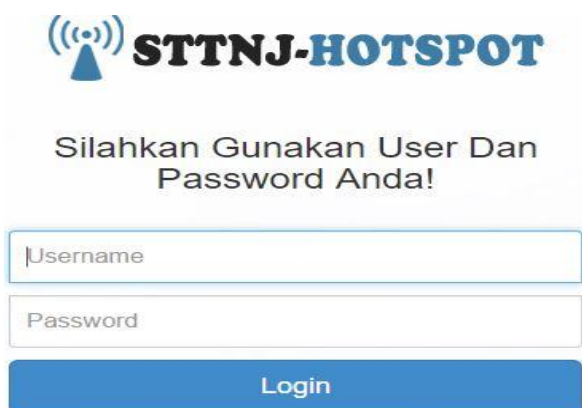 STTNJ-HOTSPOT
Silahkan Gunakan User Dan
Password Anda!
Username
Password
Login